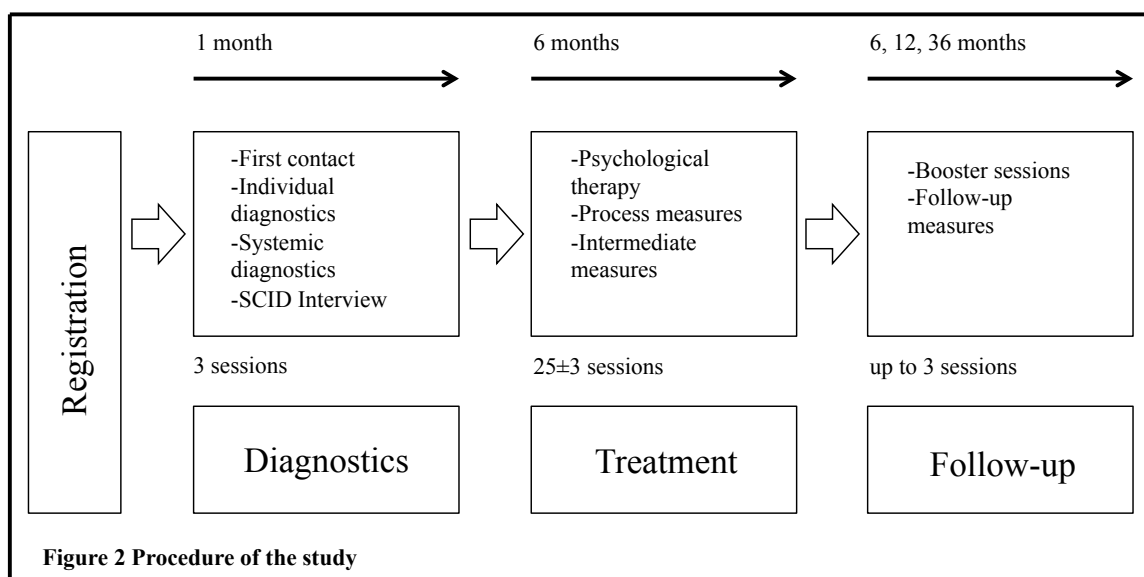 1 month
6 months
6, 12, 36 months
Registration
-First contact
-Individual
diagnostics
-Systemic
diagnostics
-SCID Interview
-Psychological
therapy
-Process measures
-Intermediate
measures
-Booster sessions
-Follow-up
measures
3 sessions
25±3 sessions
up to 3 sessions
Diagnostics
Treatment
Follow-up
Figure 2 Procedure of the study